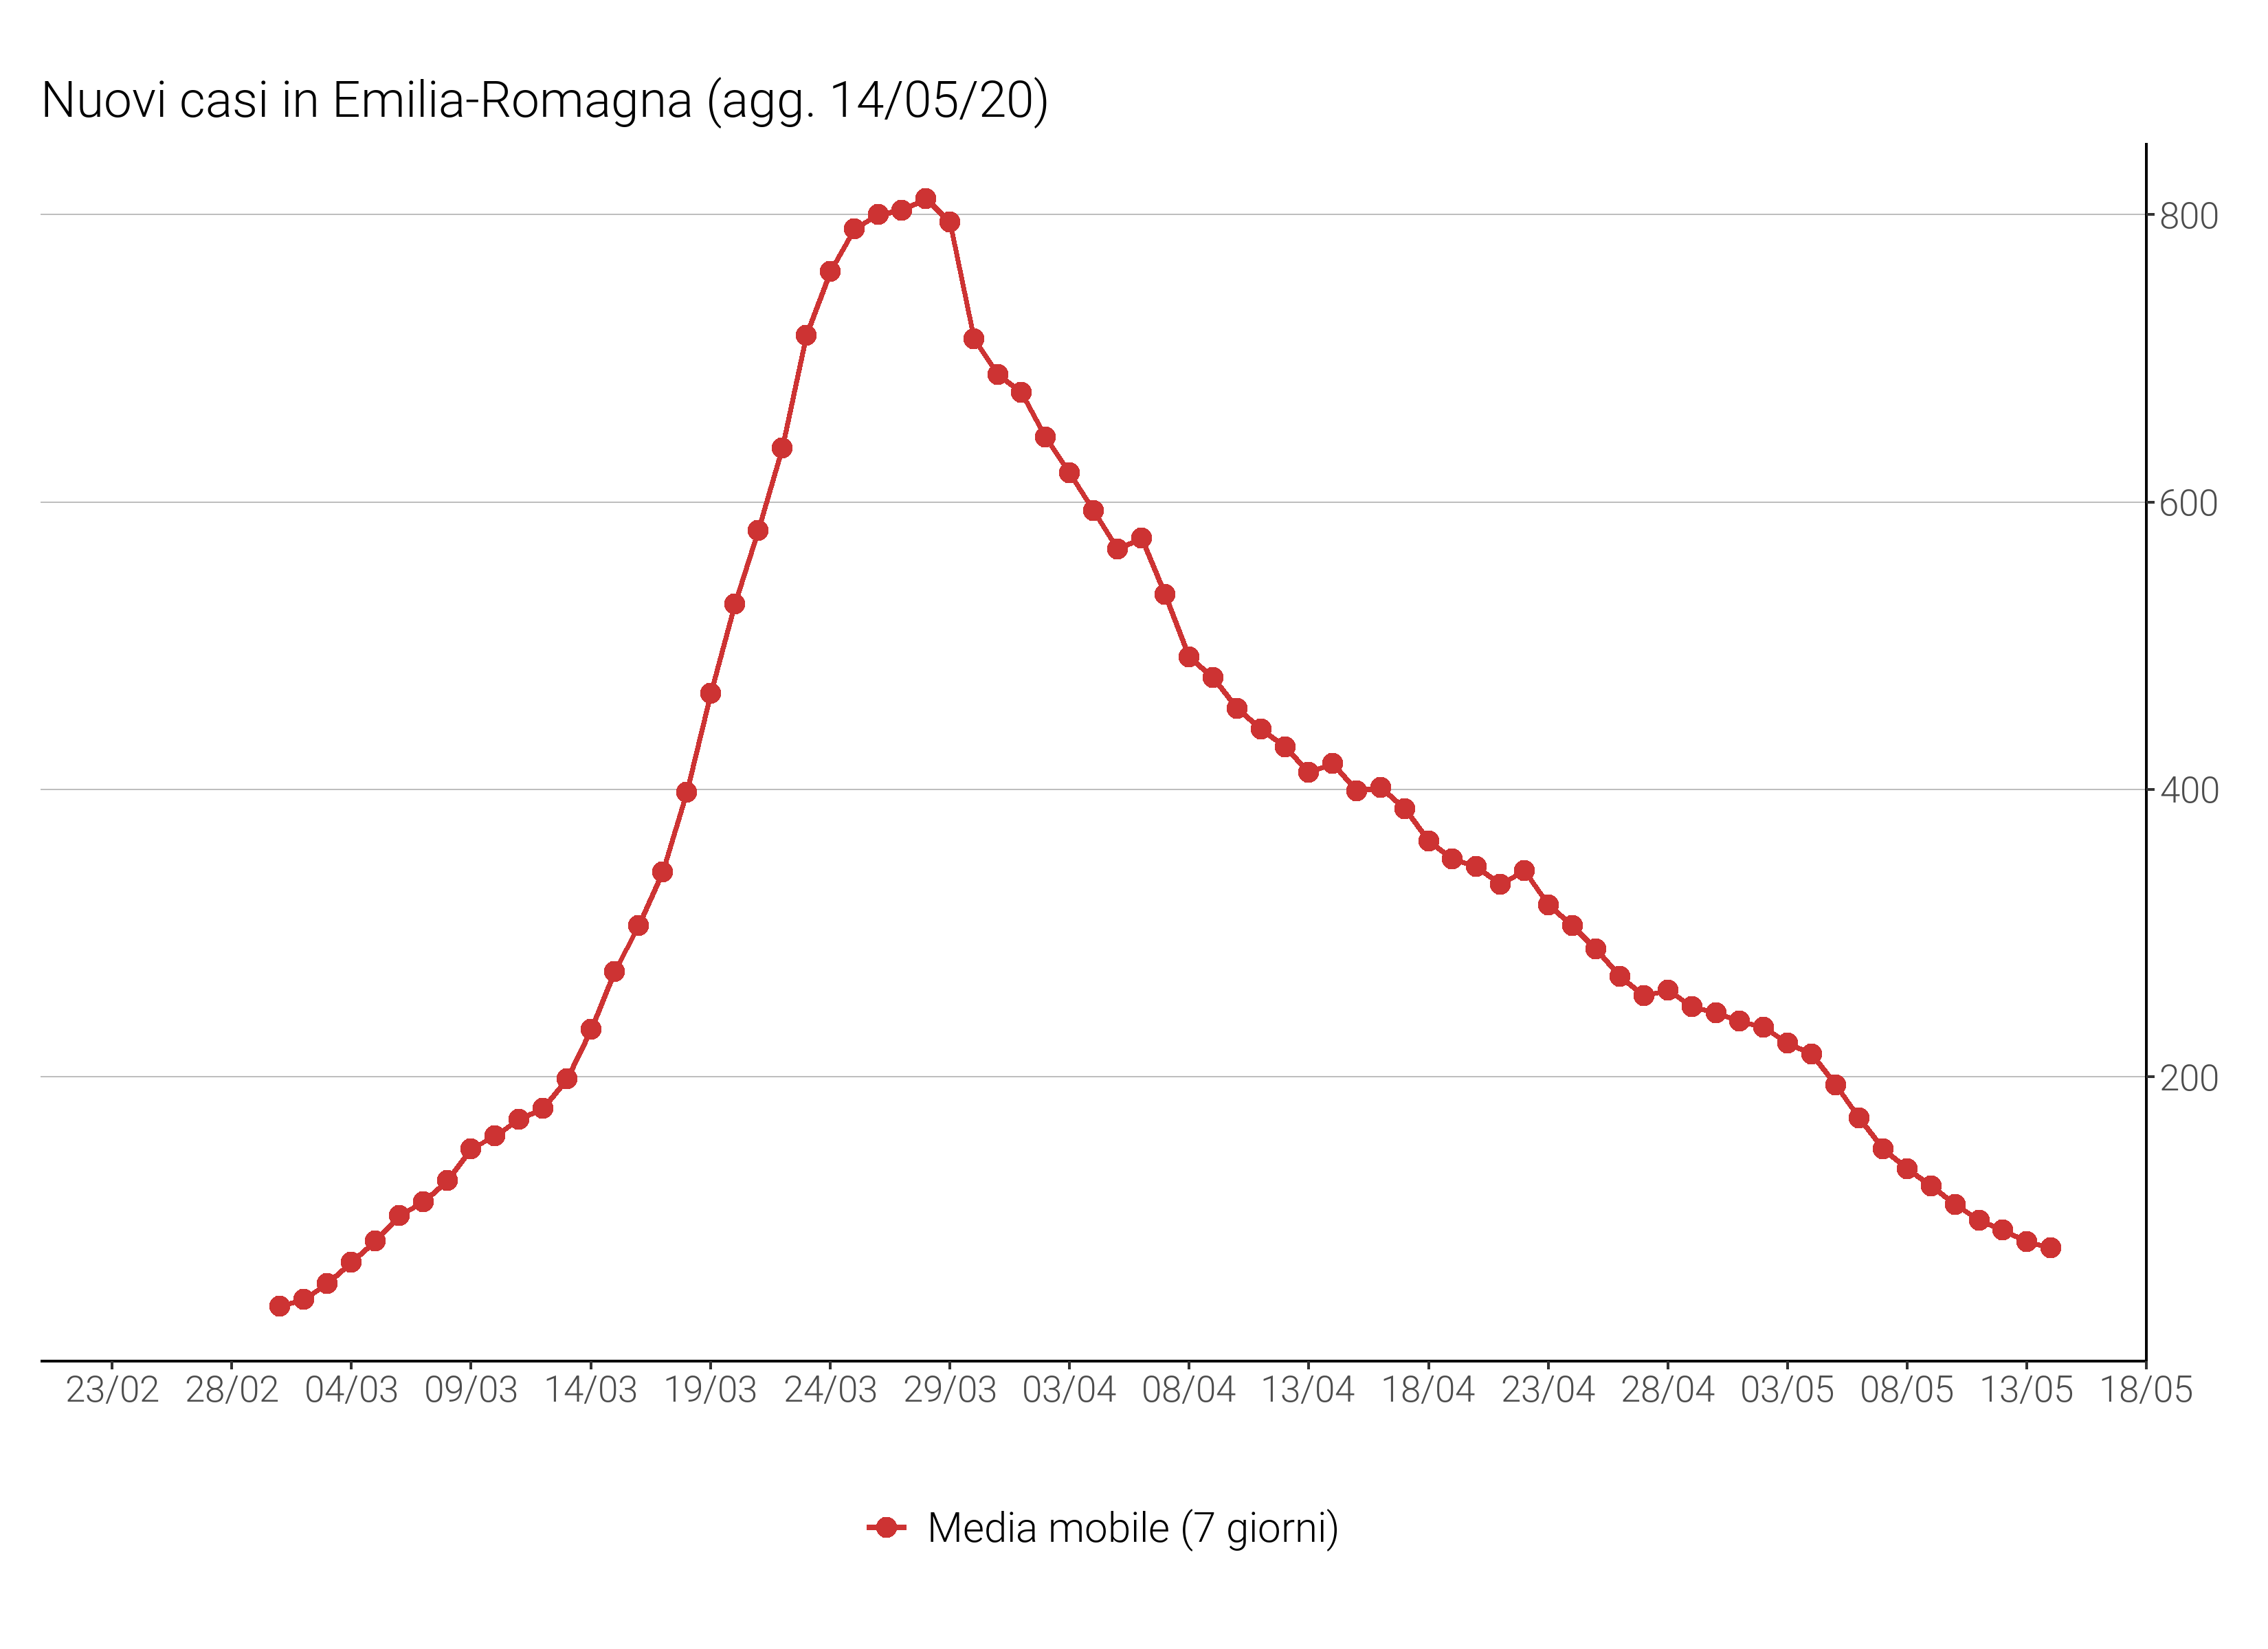 Nuovi casi in Emilia-Romagna (agg. 14/05/20)
800
600
400
200
23/02 28/02 04/03 09/03 14/03 19/03 24/03 29/03 03/04 08/04 13/04 18/04 23/04 28/04 03/05 08/05 13/05 18/05
Media mobile (7 giorni)